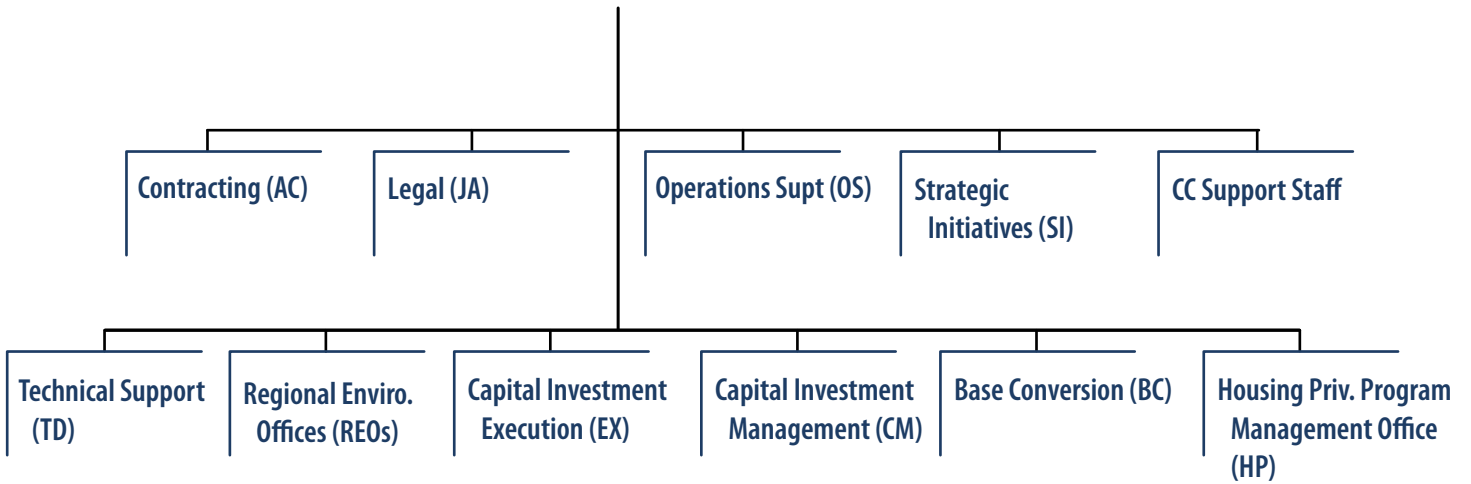 Contracting (AC)
Legal (JA)
Operations Supt (OS)
Strategic
Initiatives (SI)
CC Support Staff
Technical Support
(TD)
Regional Enviro.
Offices (REOs)
Capital Investment
Execution (EX)
Capital Investment
Management (CM)
Base Conversion (BC)
Housing Priv. Program
Management Office
(HP)